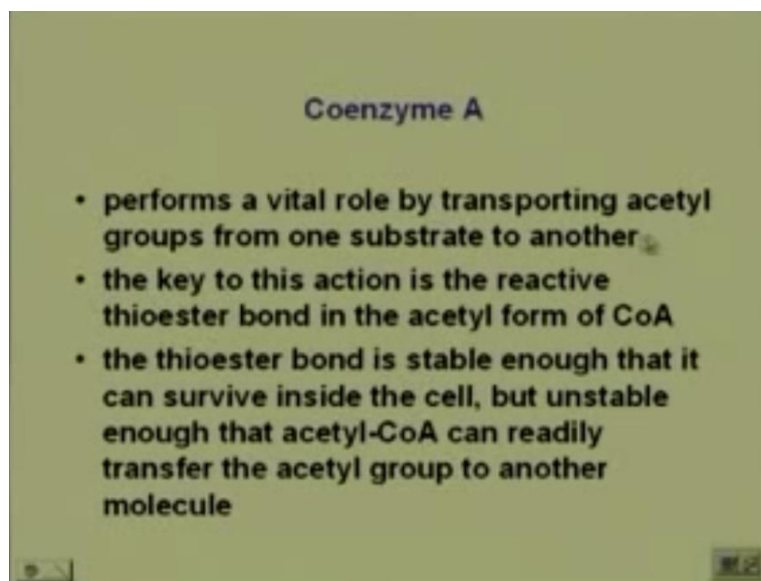 Coenzyme A
• performs a vital role by transporting acetyl
groups from one substrate to another
• the key to this action is the reactive
thioester bond in the acetyl form of CoA
• the thioester bond is stable enough that it
can survive inside the cell, but unstable
enough that acetyl-CoA can readily
transfer the acetyl group to another
molecule